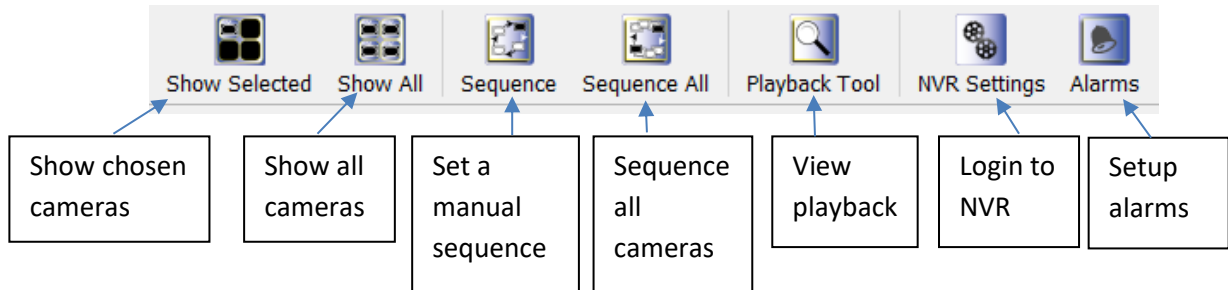 Show Selected Show All Sequence Sequence All Playback Tool NVR Settings Alarms
Show chosen
cameras
Show all
cameras
Set a
manual
sequence
Sequence
all
cameras
View
playback
Login to
NVR
Setup
alarms